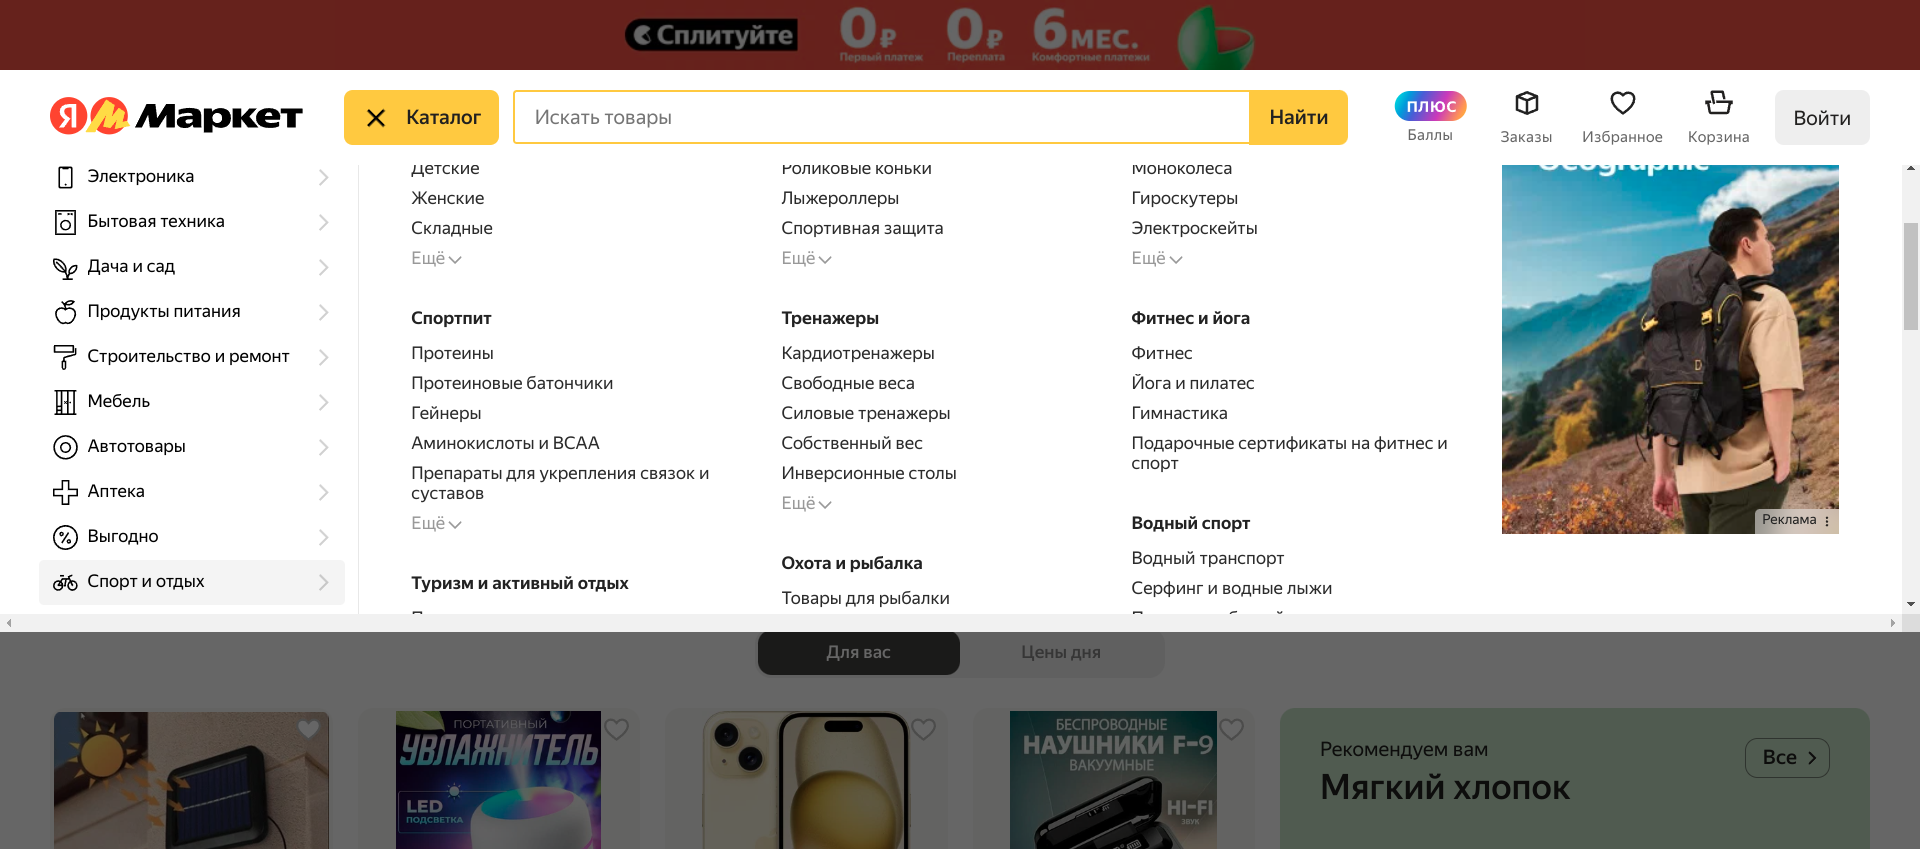 Сплитуйте
0₽ Первый платеж
0₽ Переплата
6 МЕС. Комфортные платежи
Я М Маркет
Каталог
Искать товары
Найти
плюс
Баллы
Заказы
Избранное
Корзина
Войти
Электроника
Бытовая техника
Дача и сад
Продукты питания
Строительство и ремонт
Мебель
Автотовары
Аптека
Выгодно
Спорт и отдых
Детские
Женские
Складные
Ещё
Спортпит
Протеины
Протеиновые батончики
Гейнеры
Аминокислоты и BCAA
Препараты для укрепления связок и
суставов
Ещё
Туризм и активный отдых
Роликовые коньки
Лыжероллеры
Спортивная защита
Ещё
Тренажеры
Кардиотренажеры
Свободные веса
Силовые тренажеры
Собственный вес
Инверсионные столы
Ещё
Охота и рыбалка
Товары для рыбалки
Моноколеса
Гироскутеры
Электроскейты
Ещё
Фитнес и йога
Фитнес
Йога и пилатес
Гимнастика
Подарочные сертификаты на фитнес и
спорт
Водный спорт
Водный транспорт
Серфинг и водные лыжи
Geographic
Реклама
Для вас
Цены дня
ПОРТАТИВНЫЙ
УВЛАЖНИТЕЛЬ
LED
ПОДСВЕТКА
БЕСПРОВОДНЫЕ
НАУШНИКИ F-9
ВАКУУМНЫЕ
HI-FI
ЗВУК
Рекомендуем вам
Мягкий хлопок
Все